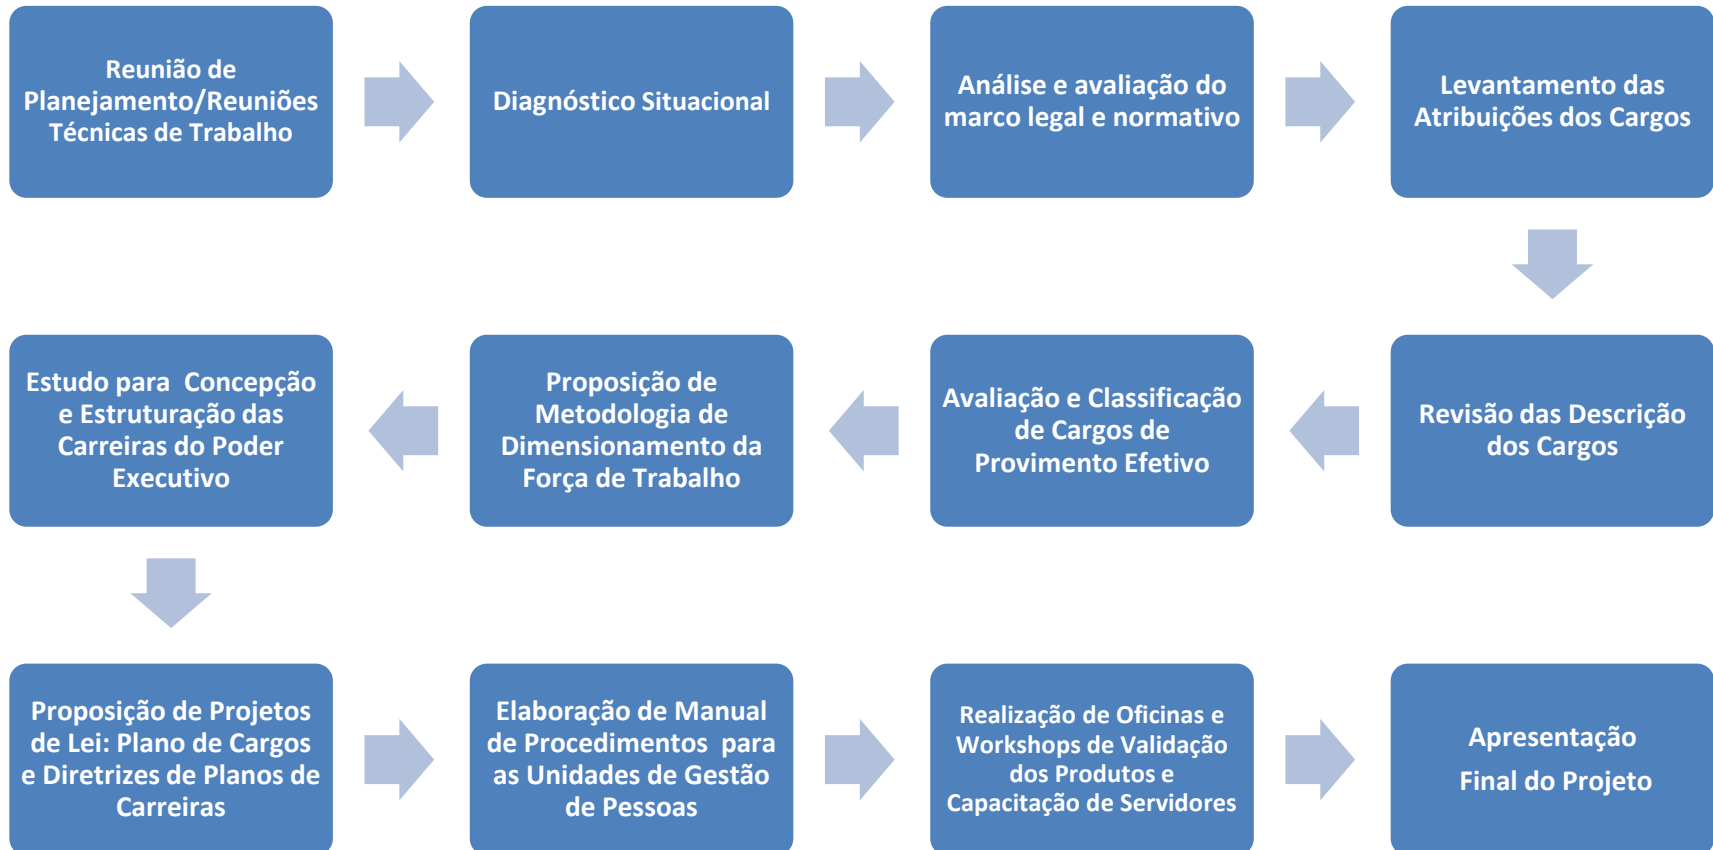 Reunião de
Planejamento/Reuniões
Técnicas de Trabalho
Diagnóstico Situacional
Análise e avaliação do
marco legal e normativo
Levantamento das
Atribuições dos Cargos
Revisão das Descrição
dos Cargos
Avaliação e Classificação
de Cargos de
Provimento Efetivo
Proposição de
Metodologia de
Dimensionamento da
Força de Trabalho
Estudo para Concepção
e Estruturação das
Carreiras do Poder
Executivo
Proposição de Projetos
de Lei: Plano de Cargos
e Diretrizes de Planos de
Carreiras
Elaboração de Manual
de Procedimentos para
as Unidades de Gestão
de Pessoas
Realização de Oficinas e
Workshops de Validação
dos Produtos e
Capacitação de Servidores
Apresentação
Final do Projeto